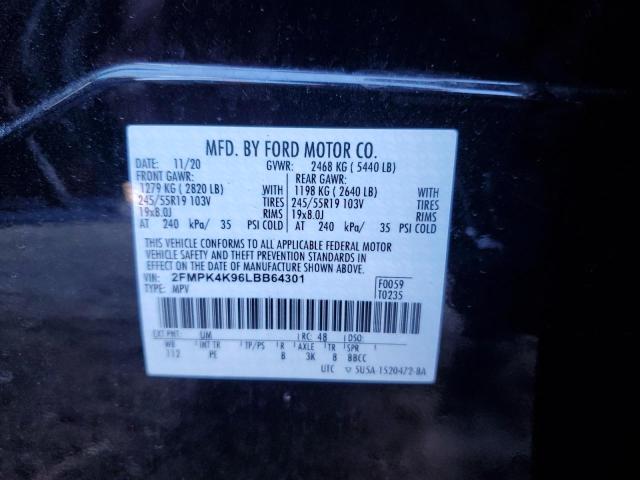 MFD. BY FORD MOTOR CO.
DATE: 11/20 GVWR: 2468 KG ( 5440 LB)
FRONT GAWR: REAR GAWR:
1279 KG ( 2820 LB) WITH 1198 KG ( 2640 LB) WITH
245/55R19 103V TIRES 245/55R19 103V TIRES
19x8.0J RIMS 19x8.0J RIMS
AT 240 kPa/ 35 PSI COLD AT 240 kPa/ 35 PSI COLD
THIS VEHICLE CONFORMS TO ALL APPLICABLE FEDERAL MOTOR
VEHICLE SAFETY AND THEFT PREVENTION STANDARDS IN
EFFECT ON THE DATE OF MANUFACTURE SHOWN ABOVE.
VIN: 2FMPK4K96LBB64301 F0059
TYPE: MPV T0235
EXT PNT: UM RC: 48 DSO:
WB INT TR TP/PS R AXLE TR SPR
112 PE B 3K 8 BBCC
UTC ▽ 5U5A-1520472-BA